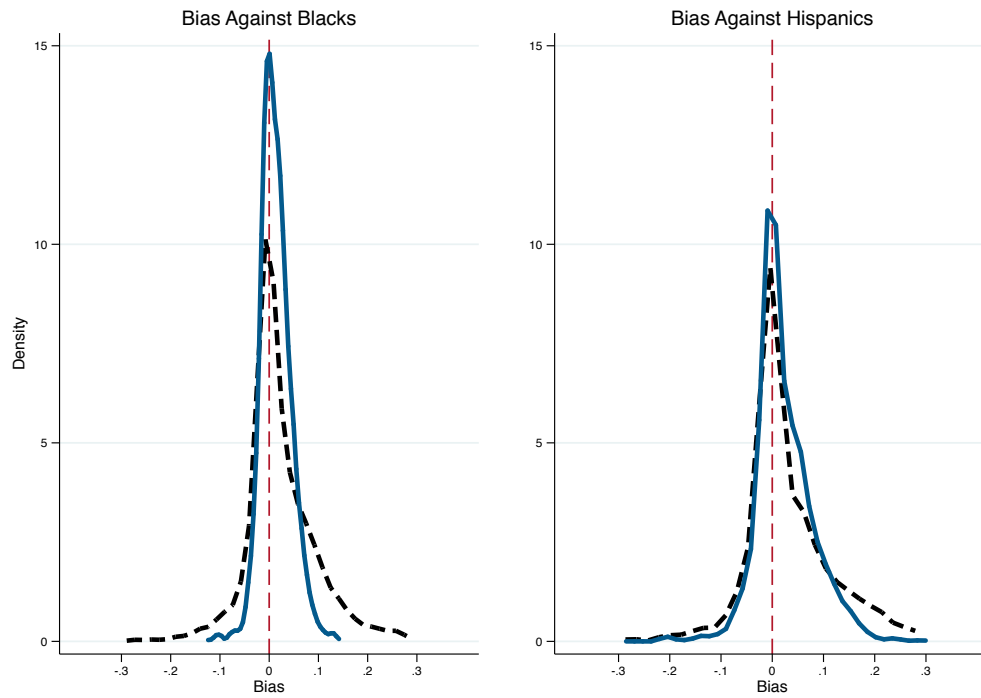 Bias Against Blacks
Density
15
10
5
0
-.3 -.2 -.1 0 .1 .2 .3
Bias
Bias Against Hispanics
15
10
5
0
-.3 -.2 -.1 0 .1 .2 .3
Bias